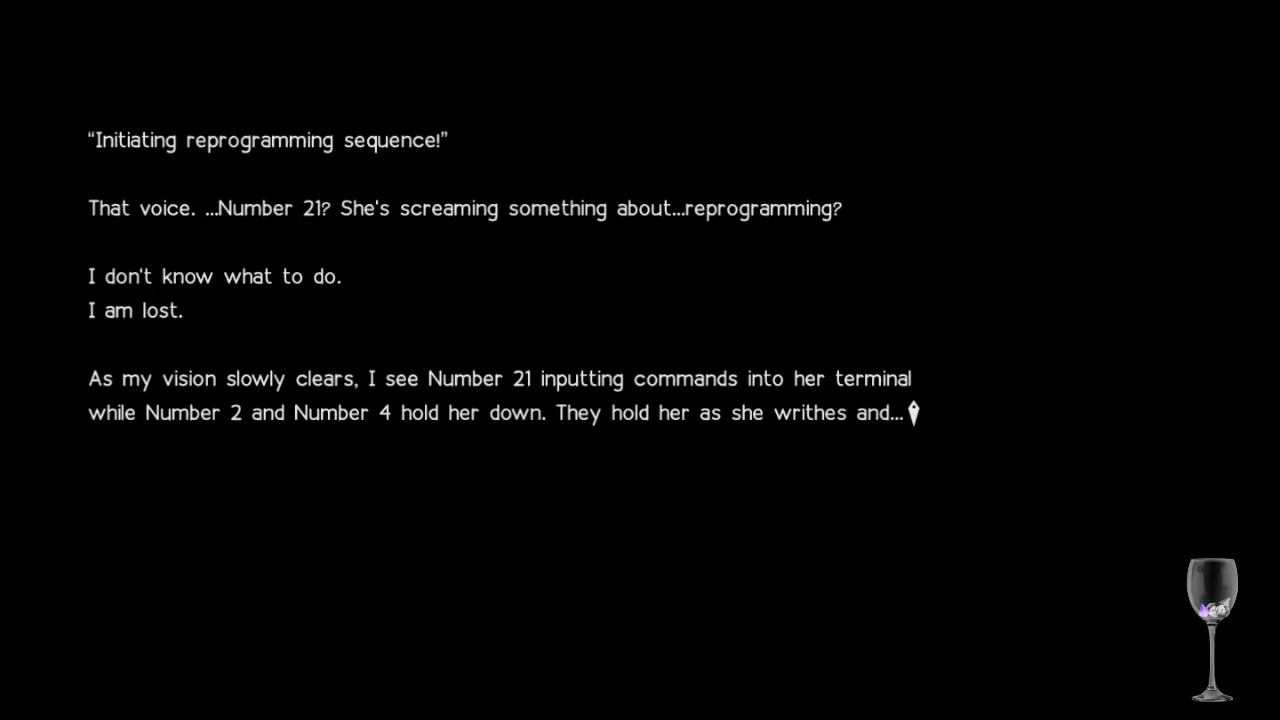 “Initiating reprogramming sequence!”
That voice. ...Number 21? She's screaming something about...reprogramming?
I don't know what to do.
I am lost.
As my vision slowly clears, I see Number 21 inputting commands into her terminal
while Number 2 and Number 4 hold her down. They hold her as she writhes and...